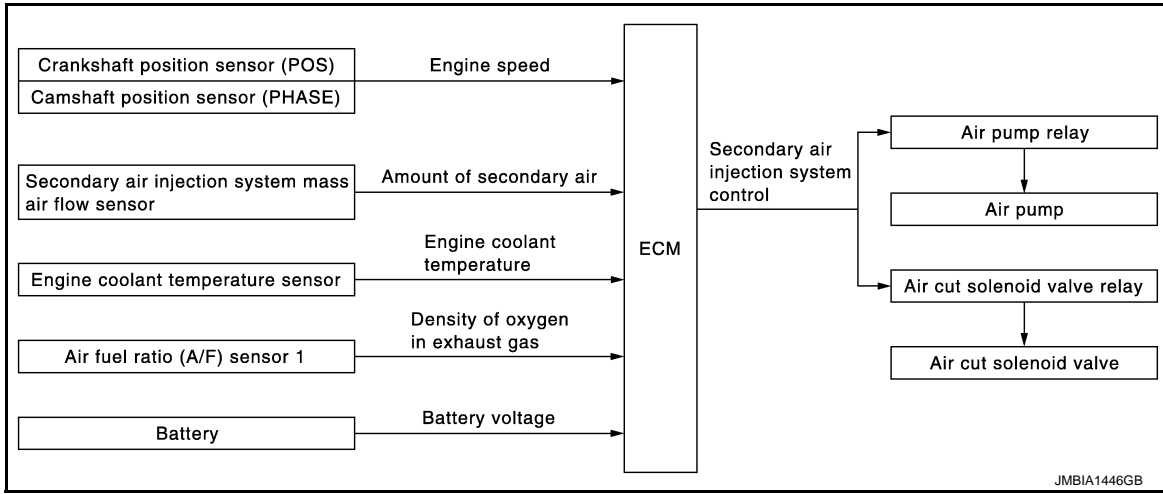 Crankshaft position sensor (POS)
Camshaft position sensor (PHASE)
Engine speed
Secondary air injection system mass
air flow sensor
Amount of secondary air
Engine coolant temperature sensor
Engine coolant
temperature
Air fuel ratio (A/F) sensor 1
Density of oxygen
in exhaust gas
Battery
Battery voltage
ECM
Secondary air
injection system
control
Air pump relay
Air pump
Air cut solenoid valve relay
Air cut solenoid valve
JMBIA1446GB